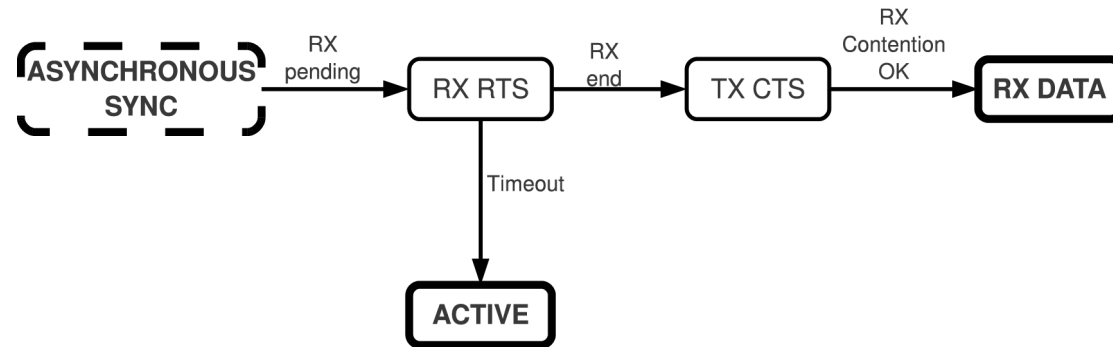 RX
pending
RX
end
RX
Contention
OK
ASYNCHRONOUS
SYNC
RX RTS
TX CTS
RX DATA
Timeout
ACTIVE